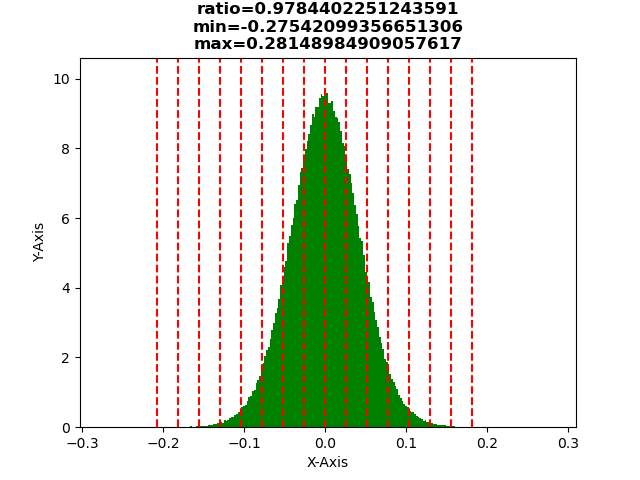 ratio=0.9784402251243591
min=-0.27542099356651306
max=0.28148984909057617
10
8
6
4
2
0
Y-Axis
−0.3 −0.2 −0.1 0.0 0.1 0.2 0.3
X-Axis